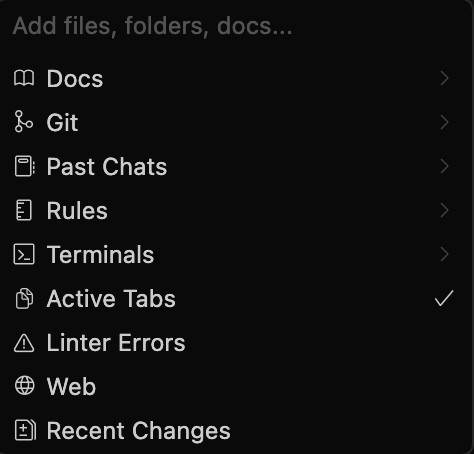 Add files, folders, docs...
Docs
Git
Past Chats
Rules
Terminals
Active Tabs
Linter Errors
Web
Recent Changes